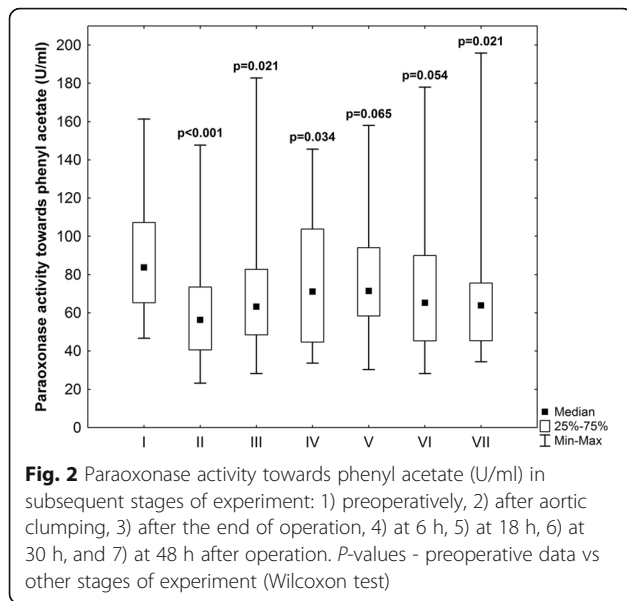 Paraoxonase activity towards phenyl acetate (U/ml)
200
180
160
140
120
100
80
60
40
20
0
p<0.001
p=0.021
p=0.034
p=0.065
p=0.054
p=0.021
I II III IV V VI VII
Median
25%-75%
Min-Max
Fig. 2 Paraoxonase activity towards phenyl acetate (U/ml) in
subsequent stages of experiment: 1) preoperatively, 2) after aortic
clumping, 3) after the end of operation, 4) at 6 h, 5) at 18 h, 6) at
30 h, and 7) at 48 h after operation. P-values - preoperative data vs
other stages of experiment (Wilcoxon test)